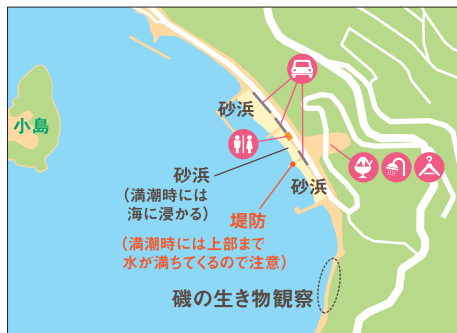 砂浜
小島
砂浜
(満潮時には
海に浸かる)
砂浜
堤防
(満潮時には上部まで
水が満ちてくるので注意)
磯の生き物観察